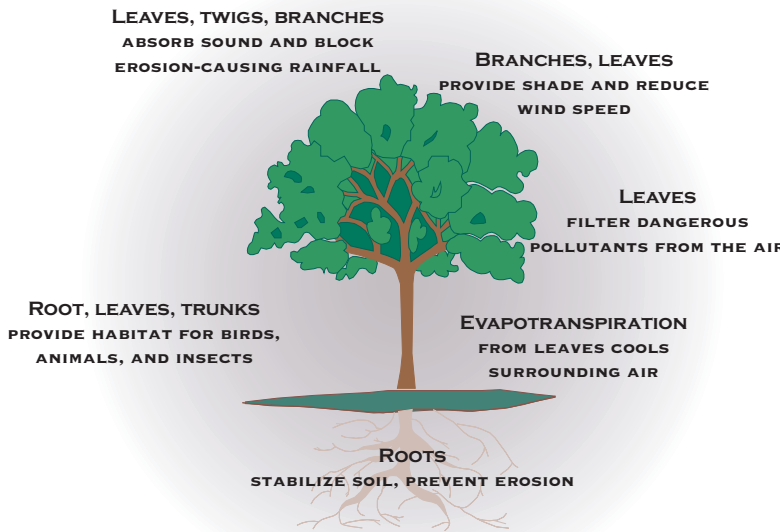 LEAVES, TWIGS, BRANCHES
ABSORB SOUND AND BLOCK
EROSION-CAUSING RAINFALL
BRANCHES, LEAVES
PROVIDE SHADE AND REDUCE
WIND SPEED
LEAVES
FILTER DANGEROUS
POLLUTANTS FROM THE AIR
ROOT, LEAVES, TRUNKS
PROVIDE HABITAT FOR BIRDS,
ANIMALS, AND INSECTS
EVAPOTRANSPIRATION
FROM LEAVES COOLS
SURROUNDING AIR
ROOTS
STABILIZE SOIL, PREVENT EROSION